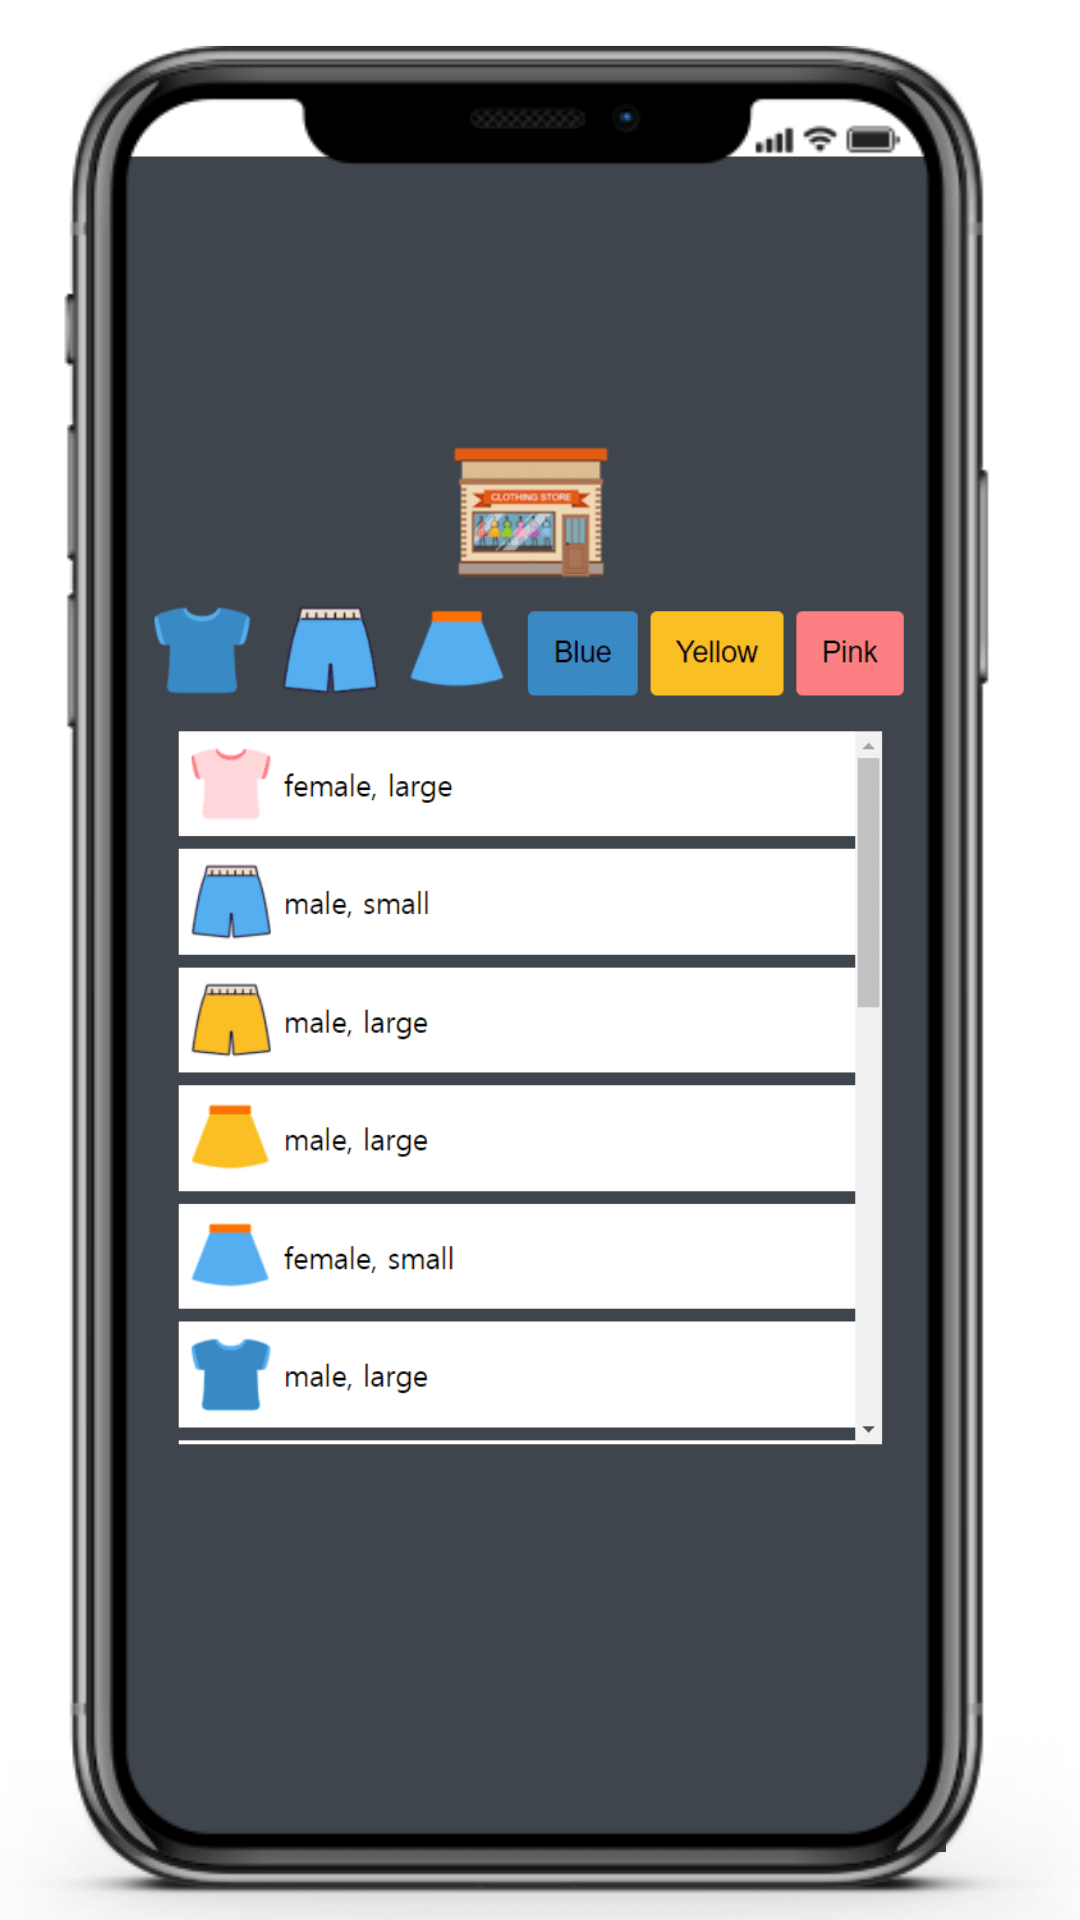 CLOTHING STORE
Blue Yellow Pink
female, large
male, small
male, large
male, large
female, small
male, large